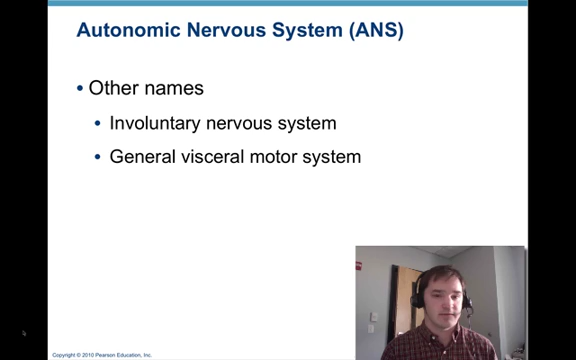 Autonomic Nervous System (ANS)
• Other names
• Involuntary nervous system
• General visceral motor system
Copyright © 2010 Pearson Education, Inc.